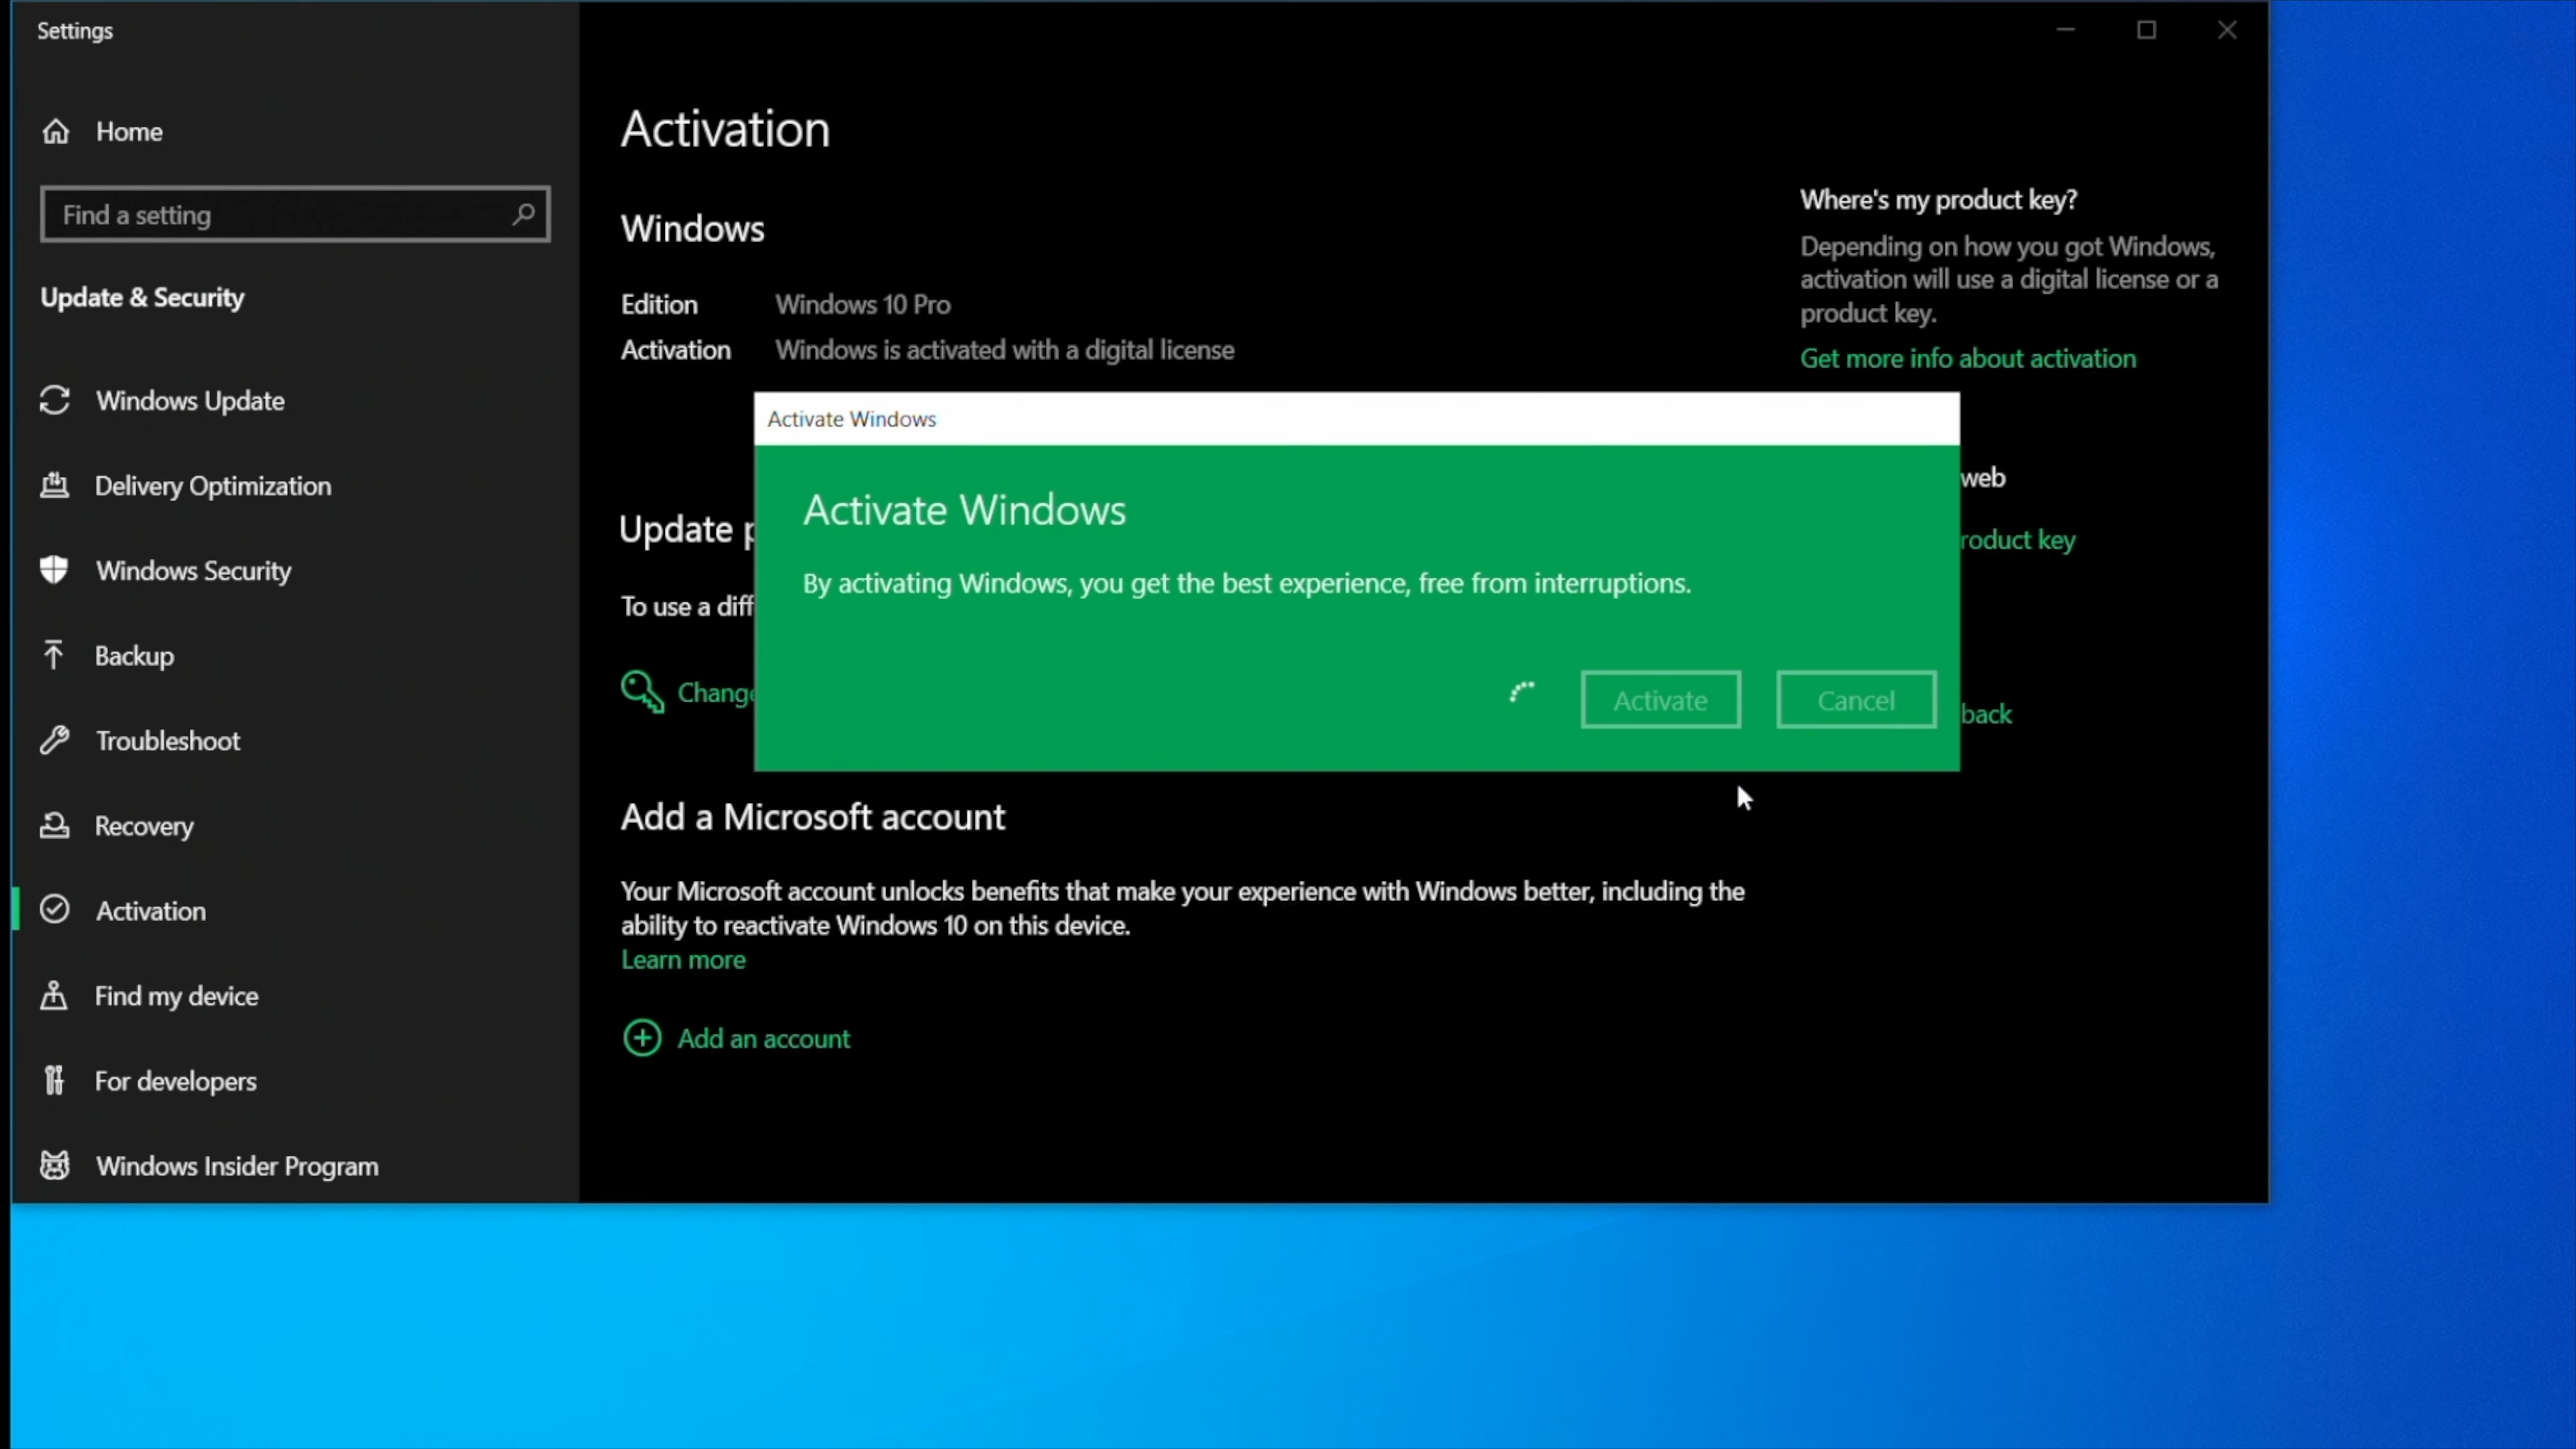 Settings
Home
Find a setting
Update & Security
Windows Update
Delivery Optimization
Windows Security
Backup
Troubleshoot
Recovery
Activation
Find my device
For developers
Windows Insider Program
Activation
Windows
Edition Windows 10 Pro
Activation Windows is activated with a digital license
Update p
To use a diff
Change
Activate Windows
Activate Windows
By activating Windows, you get the best experience, free from interruptions.
Activate Cancel
Add a Microsoft account
Your Microsoft account unlocks benefits that make your experience with Windows better, including the
ability to reactivate Windows 10 on this device.
Learn more
Add an account
Where's my product key?
Depending on how you got Windows,
activation will use a digital license or a
product key.
Get more info about activation
web
roduct key
back